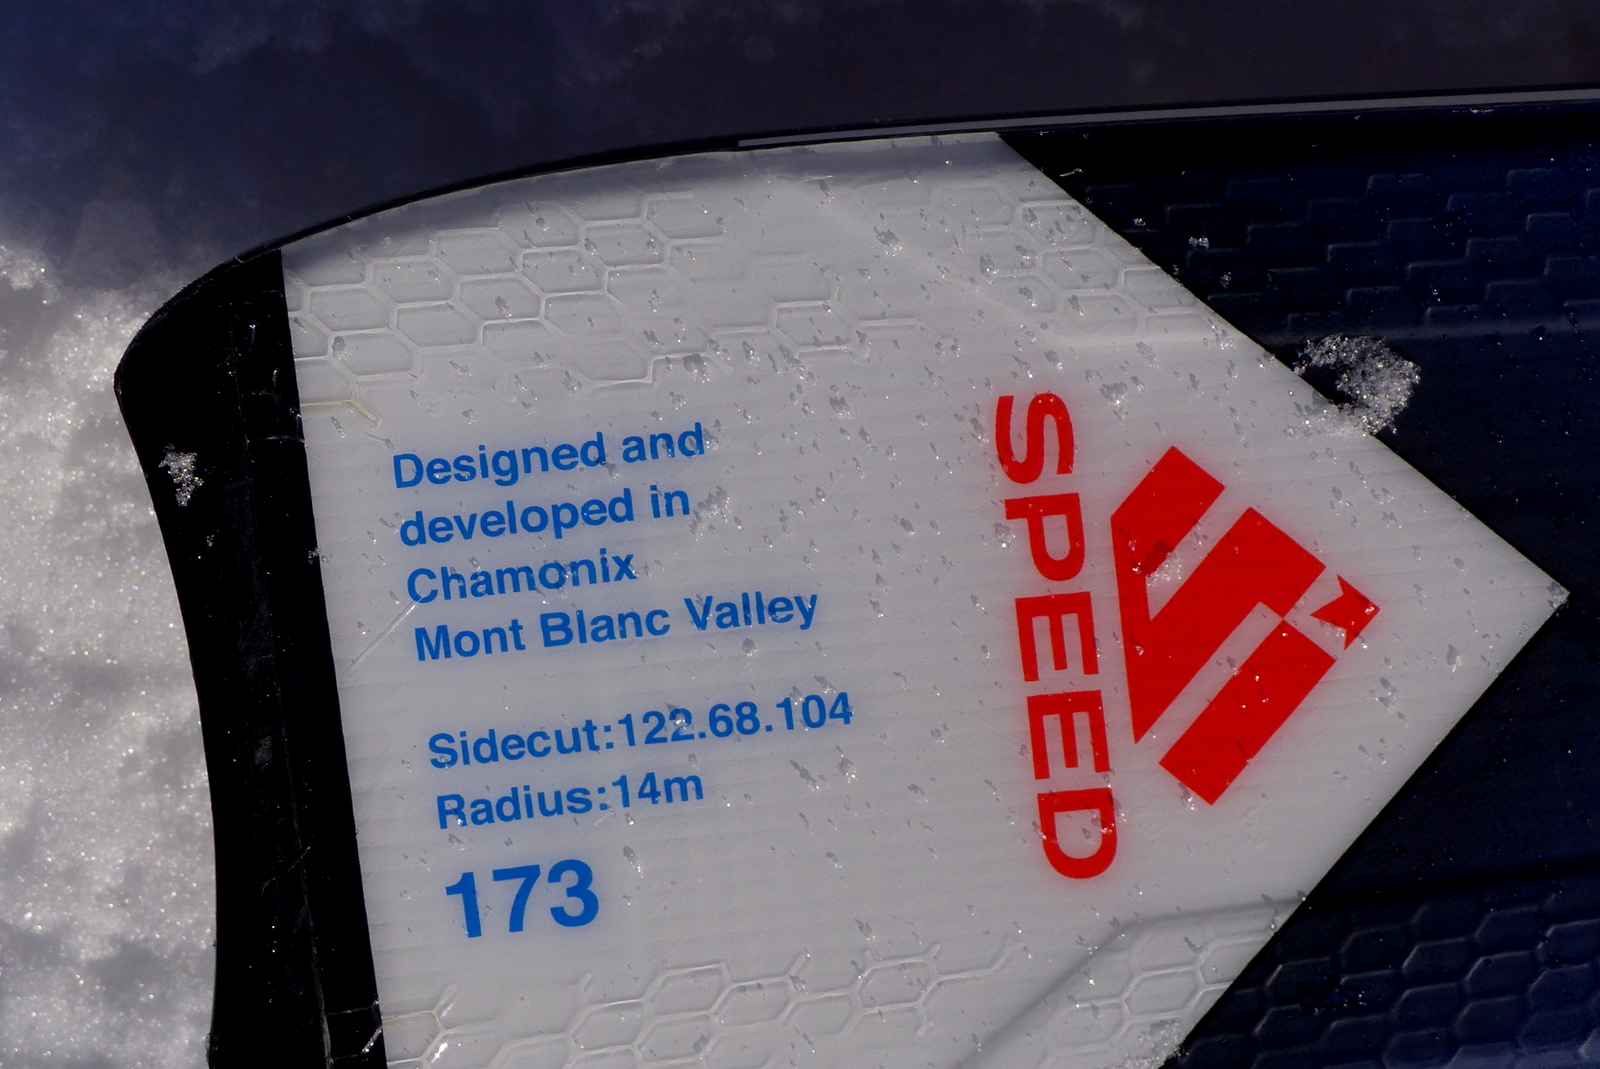 Designed and
developed in
Chamonix
Mont Blanc Valley
Sidecut:122.68.104
Radius:14m
173
SPEED